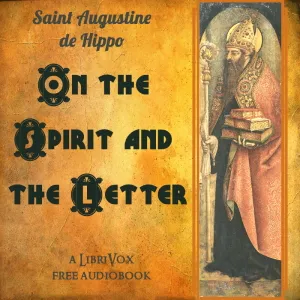 Saint Augustine
de Hippo
On the
Spirit and
the Letter
a LibriVox
free audiobook